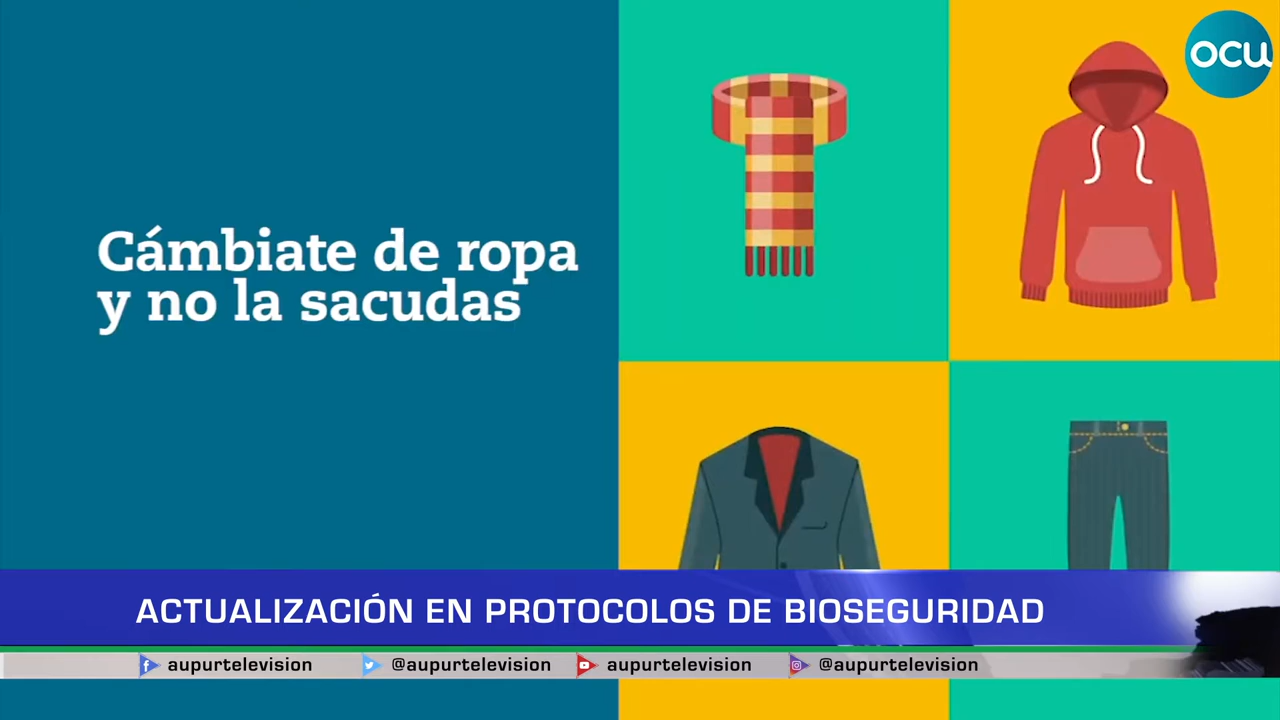 ocu
Cámbiate de ropa
y no la sacudas
ACTUALIZACIÓN EN PROTOCOLOS DE BIOSEGURIDAD
aupurtelevision @aupurtelevision aupurtelevision @aupurtelevision